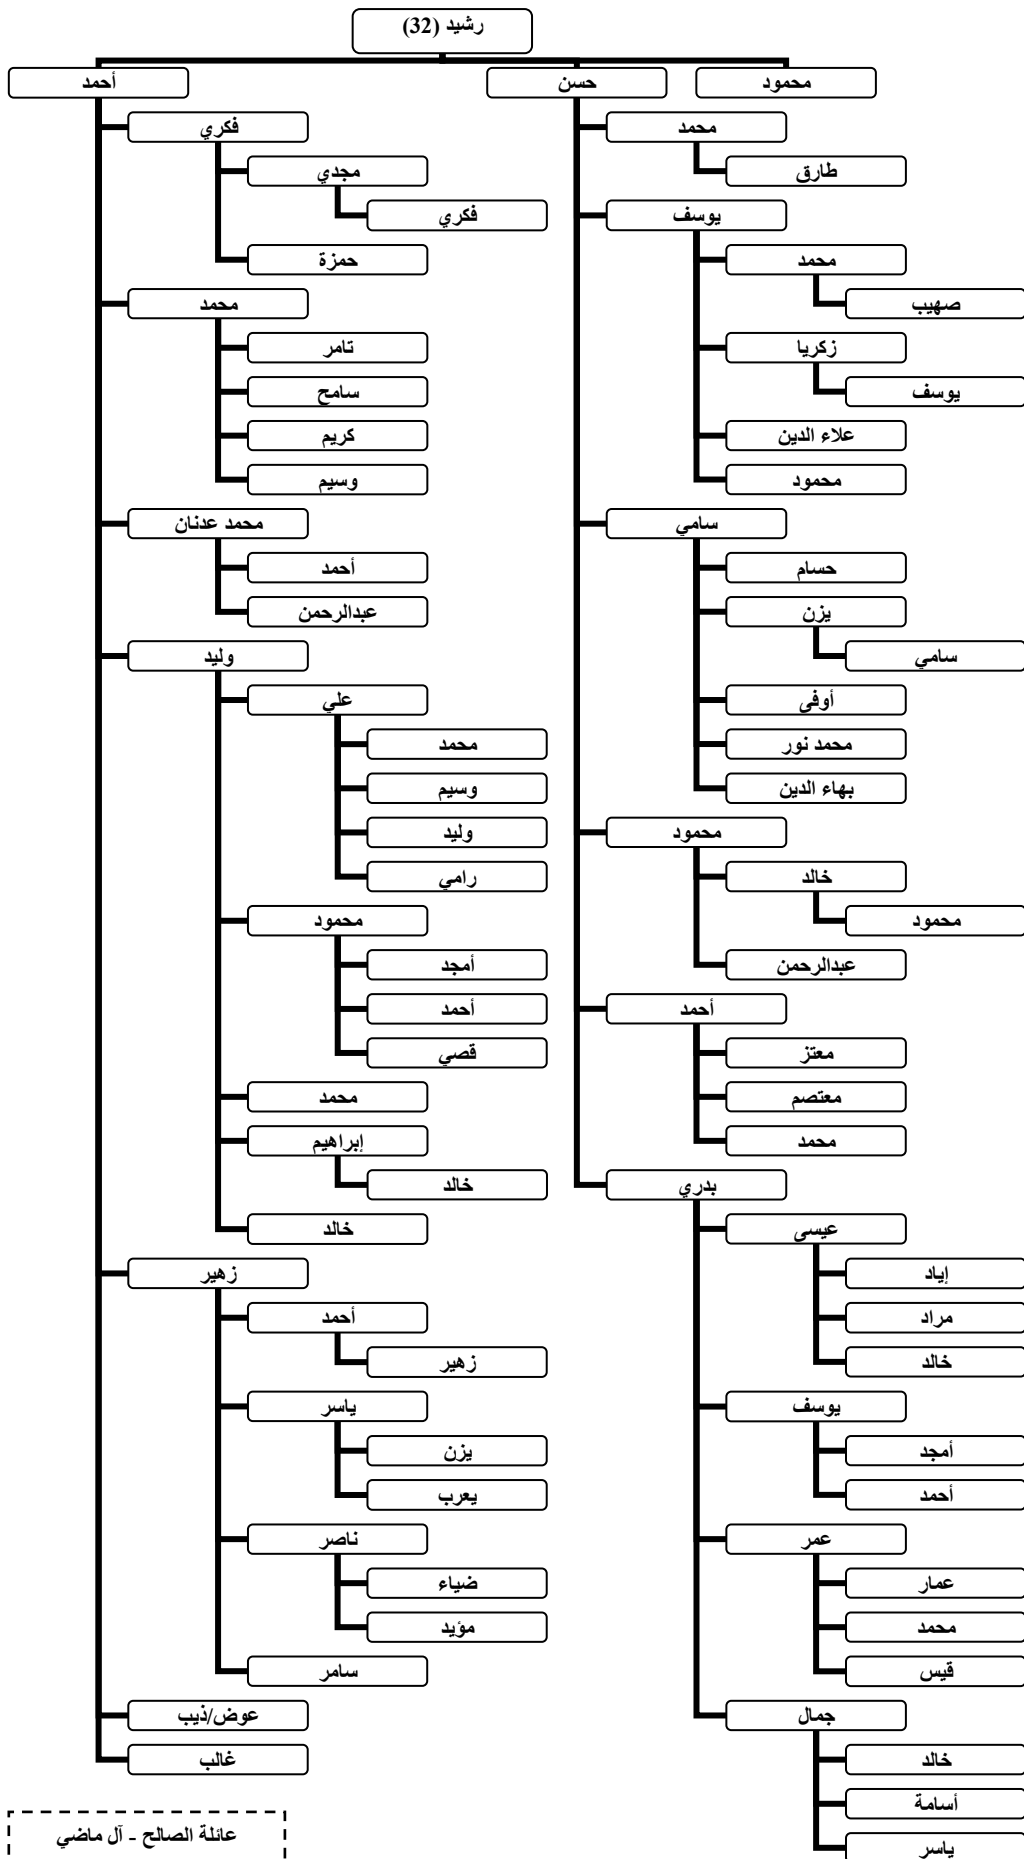 رشيد (32)
محمود
حسن
أحمد
محمد
طارق
يوسف
محمد
صهيب
زكريا
يوسف
علاء الدين
محمود
سامي
حسام
يزن
سامي
أوفى
محمد نور
بهاء الدين
محمود
خالد
محمود
عبدالرحمن
أحمد
معتز
معتصم
محمد
بدري
عيسى
إياد
مراد
خالد
يوسف
أمجد
أحمد
عمر
عمار
محمد
قيس
جمال
خالد
أسامة
ياسر
فكري
مجدي
فكري
حمزة
محمد
تامر
سامح
كريم
وسيم
محمد عدنان
أحمد
عبدالرحمن
وليد
علي
محمد
وسيم
وليد
رامي
محمود
أمجد
أحمد
قصي
محمد
إبراهيم
خالد
خالد
زهير
أحمد
زهير
ياسر
يزن
يعرب
ناصر
ضياء
مؤيد
سامر
عوض/ذيب
غالب
عائلة الصالح - آل ماضي